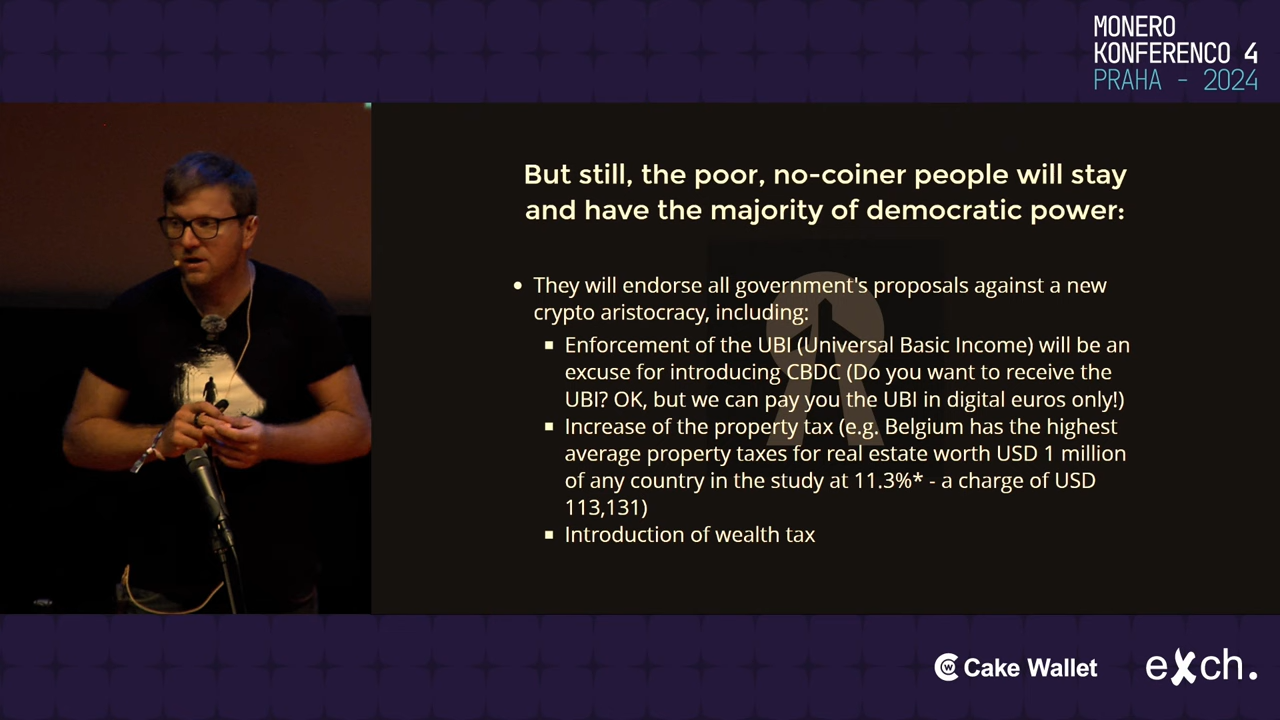 MONERO
KONFERENCO 4
PRAHA - 2024
But still, the poor, no-coiner people will stay
and have the majority of democratic power:
• They will endorse all government's proposals against a new
crypto aristocracy, including:
▪ Enforcement of the UBI (Universal Basic Income) will be an
excuse for introducing CBDC (Do you want to receive the
UBI? OK, but we can pay you the UBI in digital euros only!)
▪ Increase of the property tax (e.g. Belgium has the highest
average property taxes for real estate worth USD 1 million
of any country in the study at 11.3%* - a charge of USD
113,131)
▪ Introduction of wealth tax
Cake Wallet
eXch.